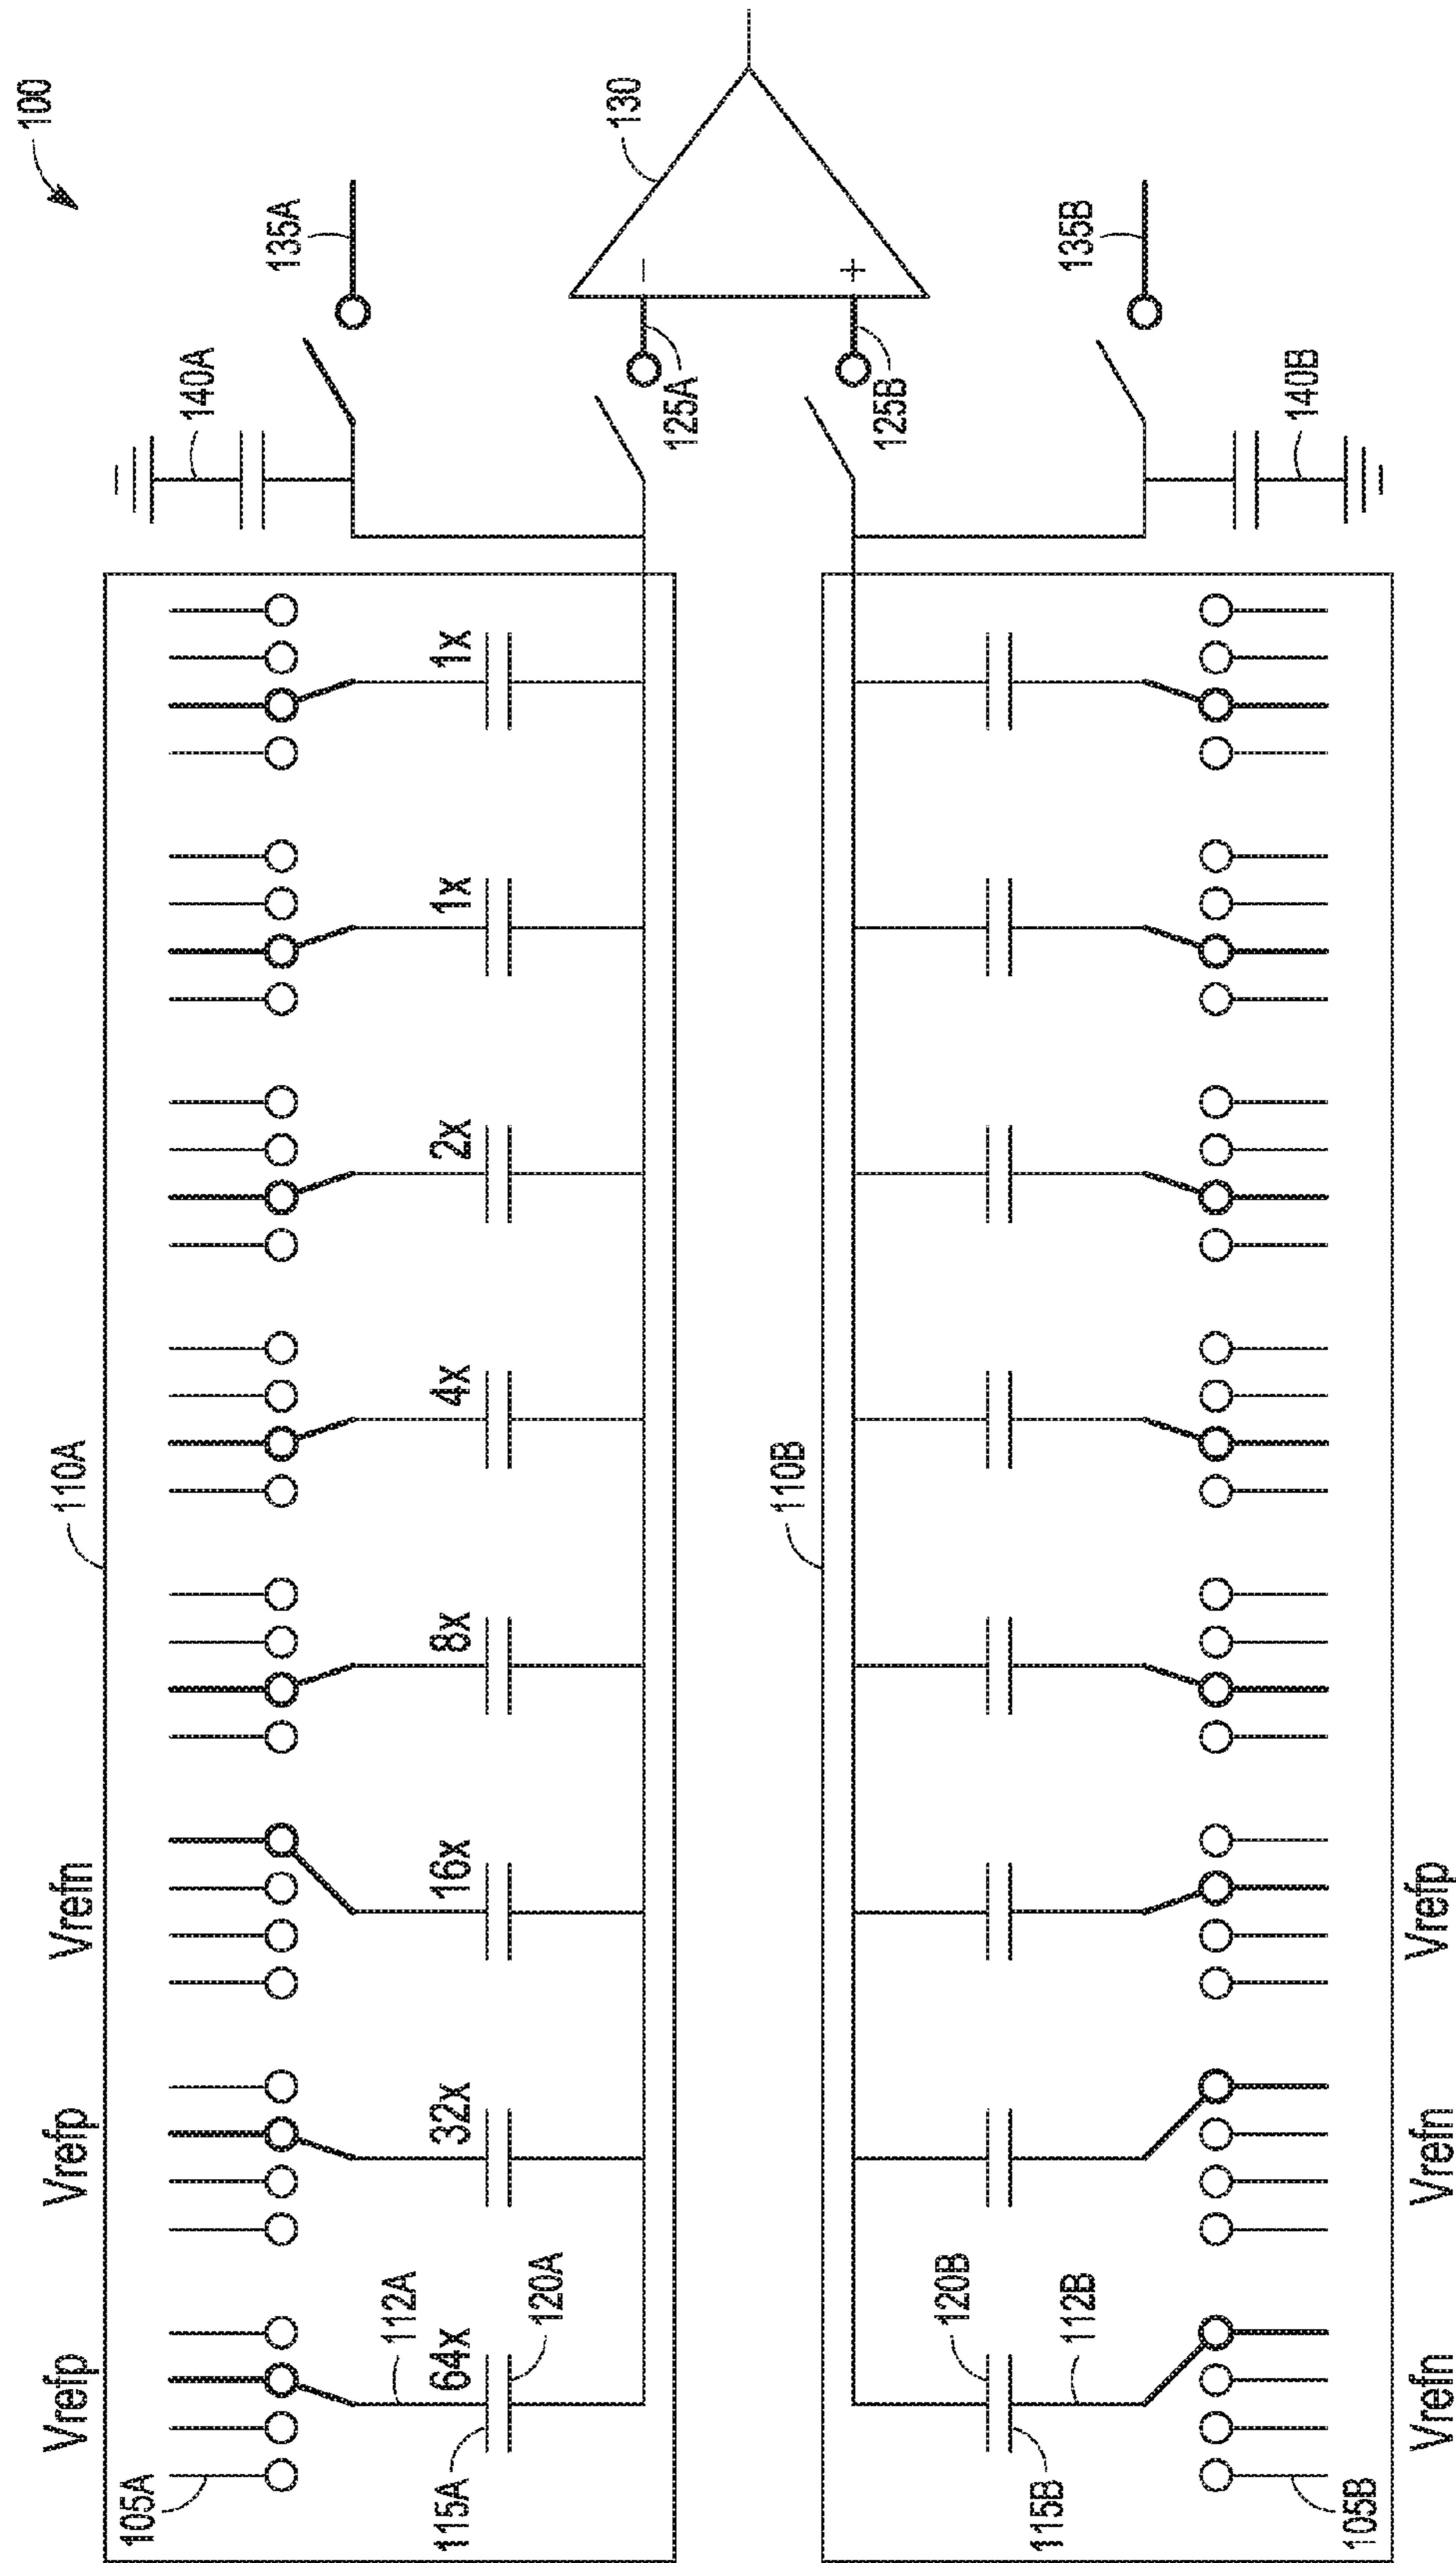 100
Vrefp
Vrefp
Vrefn
110A
105A
112A
115A
120A
64x
32x
16x
8x
4x
2x
1x
1x
140A
135A
125A
130
−
+
125B
135B
140B
110B
120B
115B
112B
105B
Vrefn
Vrefn
Vrefp